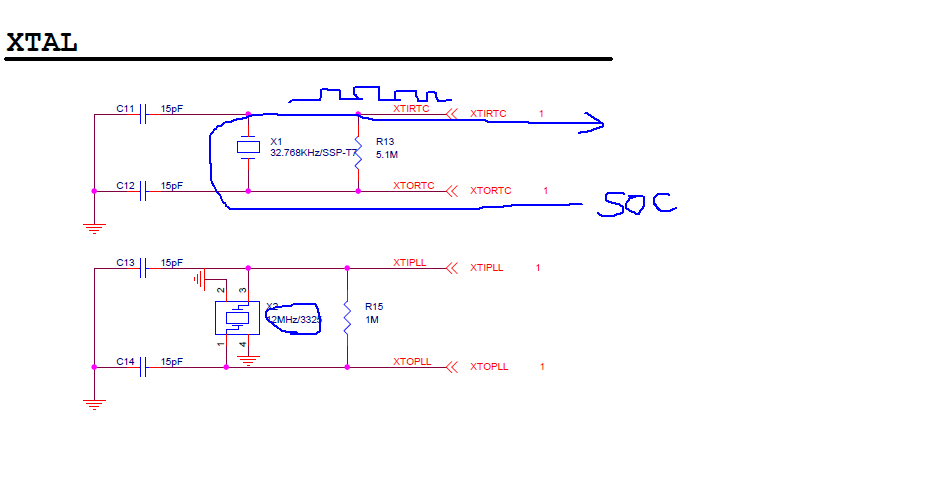 XTAL
C11 15pF XTIRTC XTIRTC 1
X1 R13
32.768KHz/SSP-T7 5.1M
C12 15pF XTORTC XTORTC 1
SOC
C13 15pF XTIPLL XTIPLL 1
2 3
X2 R15
12MHz/3325 1M
1 4
C14 15pF XTOPLL XTOPLL 1